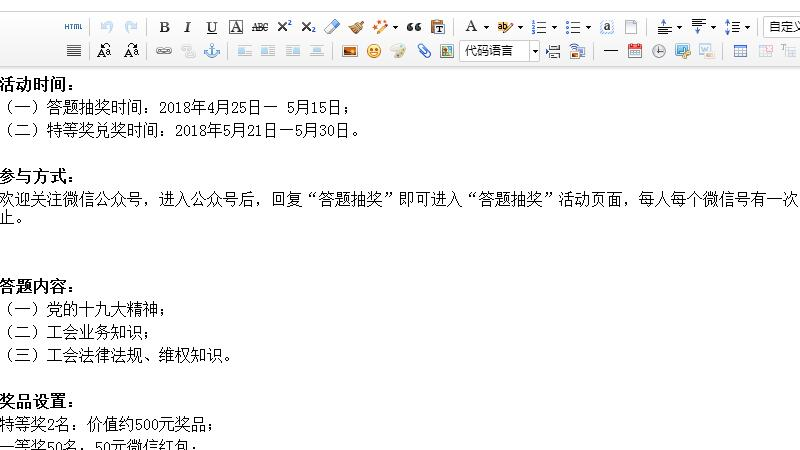 HTML B I U A ABC X² X₂ A ab a 自定义
代码语言
活动时间：
（一）答题抽奖时间：2018年4月25日一 5月15日；
（二）特等奖兑奖时间：2018年5月21日一5月30日。
参与方式：
欢迎关注微信公众号，进入公众号后，回复“答题抽奖”即可进入“答题抽奖”活动页面，每人每个微信号有一次
止。
答题内容：
（一）党的十九大精神；
（二）工会业务知识；
（三）工会法律法规、维权知识。
奖品设置：
特等奖2名：价值约500元奖品；
一等奖50名：50元微信红包；